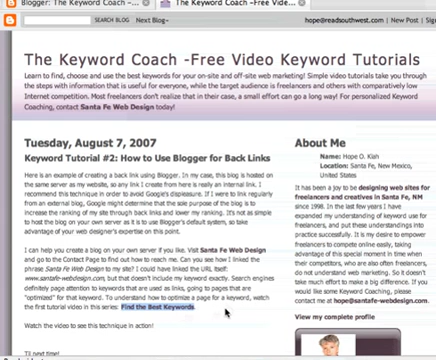 Blogger: The Keyword Coach -...
The Keyword Coach -Free Vide...
SEARCH BLOG Next Blog» hope@readsouthwest.com | New Post | Sign
The Keyword Coach -Free Video Keyword Tutorials
Learn to find, choose and use the best keywords for your on-site and off-site web marketing! Simple video tutorials take you through
the steps with information that is useful for everyone, while the target audience is freelancers and others with comparatively low
Internet competition. Most freelancers don't realize that in their case, a small effort can go a long way! For personalized Keyword
Coaching, contact Santa Fe Web Design today!
Tuesday, August 7, 2007
Keyword Tutorial #2: How to Use Blogger for Back Links
Here is an example of creating a back link using Blogger. In my case, this blog is hosted on
the same server as my website, so any link I create from here is really an internal link. I
recommend this technique in order to avoid Google's displeasure. If I were to link regularly
from an external blog, Google might determine that the sole purpose of the blog is to
increase the ranking of my site through back links and lower my ranking. It's not as simple
to host the blog on your own server as it is to use Blogger's default system, so take
advantage of your web designer's expertise on this point.
I can help you create a blog on your own server if you like. Visit Santa Fe Web Design
and go to the Contact Page to find out how to reach me. Can you see how I linked the
phrase Santa Fe Web Design to my site? I could have linked the URL itself:
www.santafe-webdesign.com, but that doesn't include my keyword exactly. Search engines
definitely page attention to keywords that are used as links, going to pages that are
"optimized" for that keyword. To understand how to optimize a page for a keyword, watch
the first tutorial video in this series: Find the Best Keywords.
Watch the video to see this technique in action!
Til next time!
About Me
Name: Hope O. Kiah
Location: Santa Fe, New Mexico,
United States
It has been a joy to be designing web sites for
freelancers and creatives in Santa Fe, NM
since 1998. In the last few years I have
expanded my understanding of keyword use for
freelancers, and put these understandings into
practice successfully. It is my desire to empower
freelancers to compete online easily, taking
advantage of this special moment in time when
their competitors, who are also often freelancers,
do not understand web marketing. So it doesn't
take much effort to make a big difference. If you
would like some Keyword Coaching, please
contact me at hope@santafe-webdesign.com.
View my complete profile